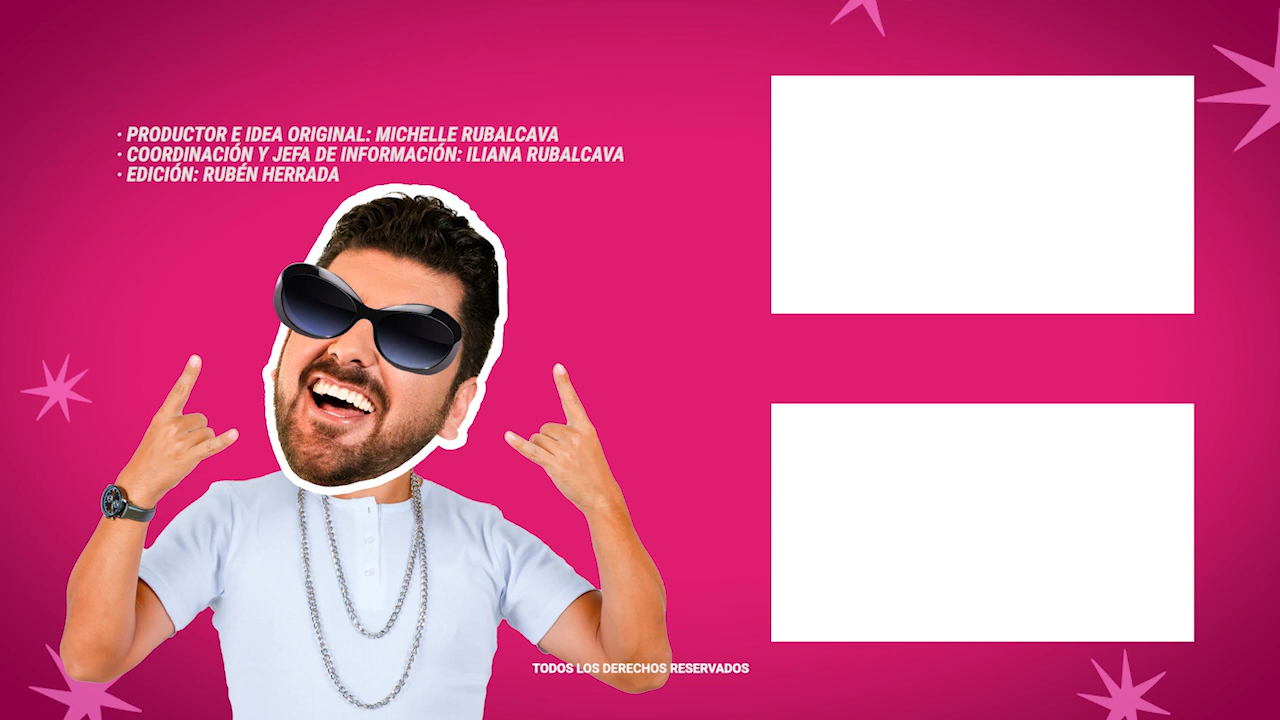 · PRODUCTOR E IDEA ORIGINAL: MICHELLE RUBALCAVA
· COORDINACIÓN Y JEFA DE INFORMACIÓN: ILIANA RUBALCAVA
· EDICIÓN: RUBÉN HERRADA
TODOS LOS DERECHOS RESERVADOS